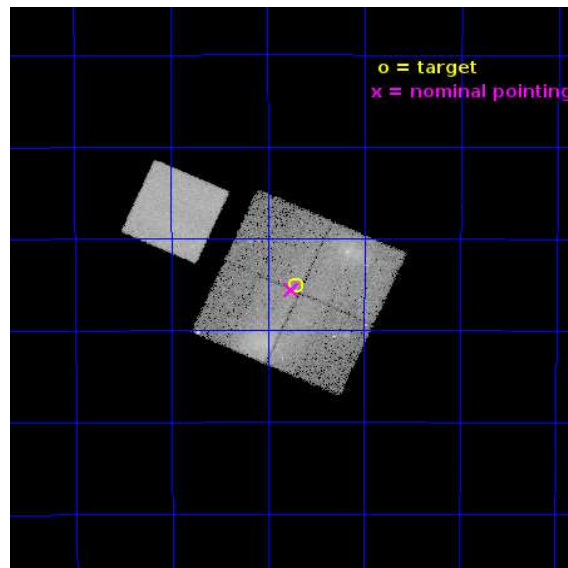 o = target
x = nominal pointing